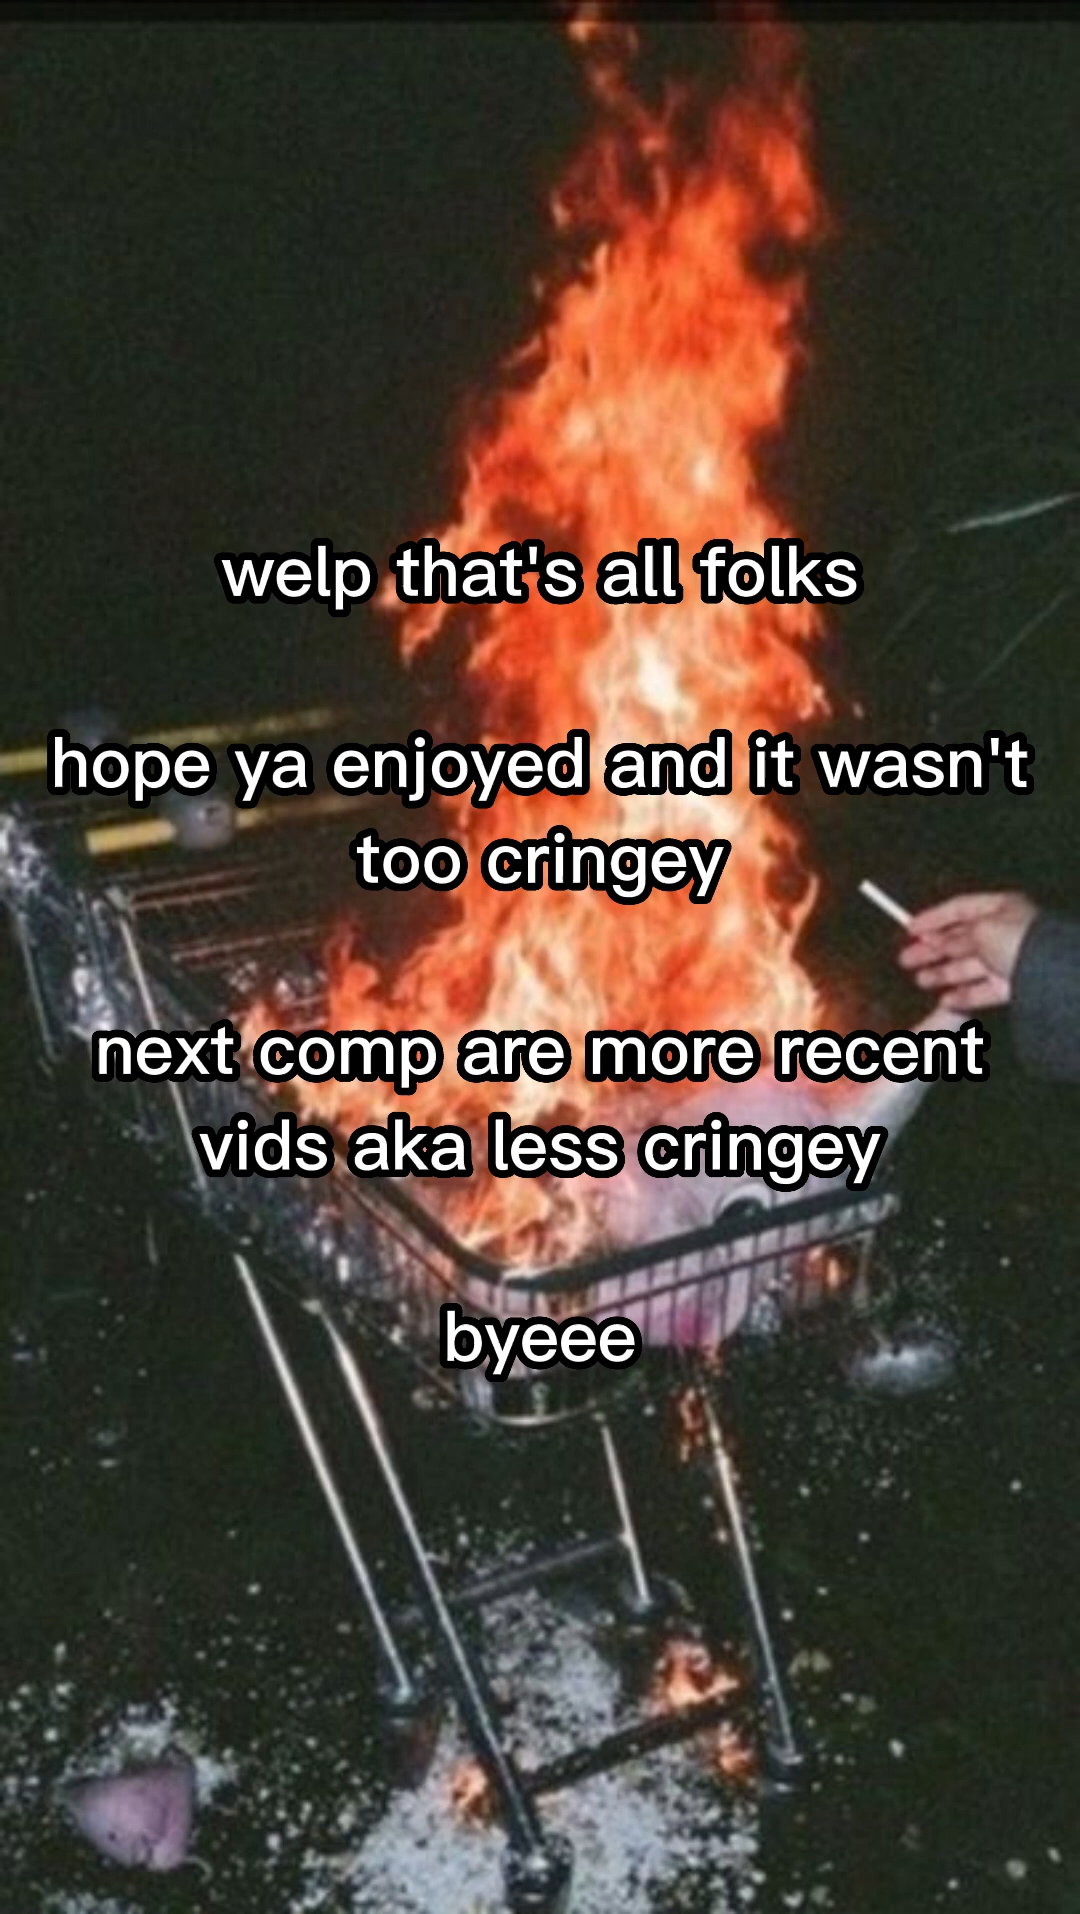 welp that's all folks
hope ya enjoyed and it wasn't
too cringey
next comp are more recent
vids aka less cringey
byeee